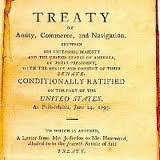 TREATY
OF
Amity, Commerce, and Navigation,
BETWEEN
HIS BRITANNIC MAJESTY
AND THE UNITED STATES OF AMERICA,
BY THEIR PRESIDENT,
WITH THE ADVICE AND CONSENT OF THEIR
SENATE.
CONDITIONALLY RATIFIED
ON THE PART OF THE
UNITED STATES,
At Philadelphia, June 24, 1795.
TO WHICH IS ANNEXED,
A Letter from Mr. Jefferson to Mr. Hammond,
Alluded to in the Article of said
TREATY.